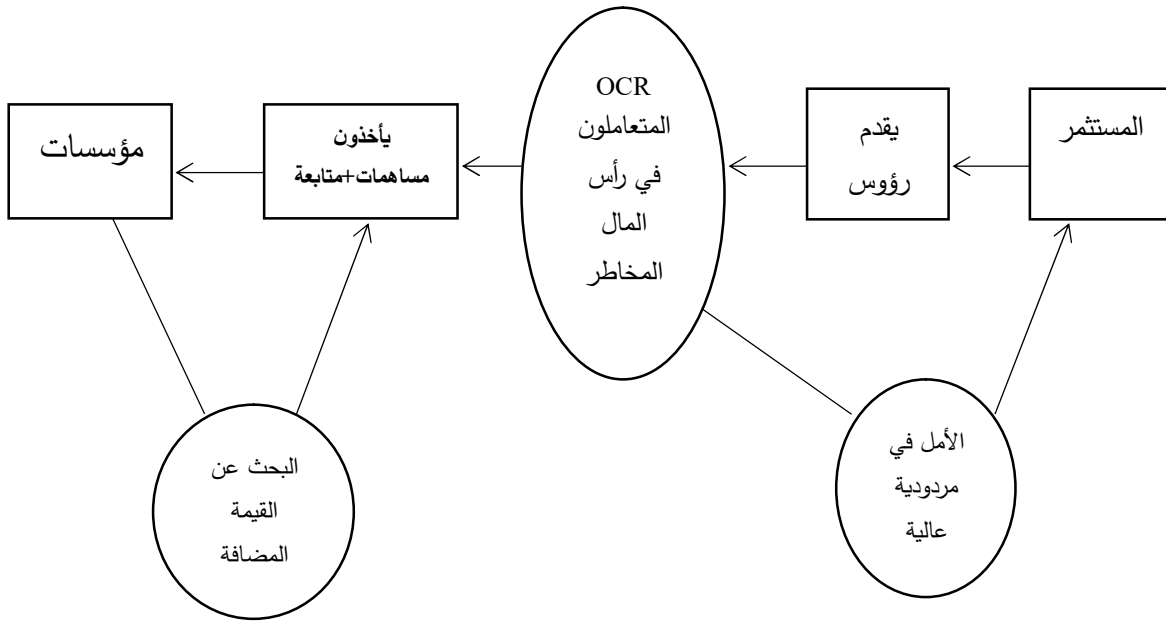 المستثمر
يقدم
رؤوس
OCR
المتعاملون
في رأس
المال
المخاطر
يأخذون
مساهمات+متابعة
مؤسسات
الأمل في
مردودية
عالية
البحث عن
القيمة
المضافة